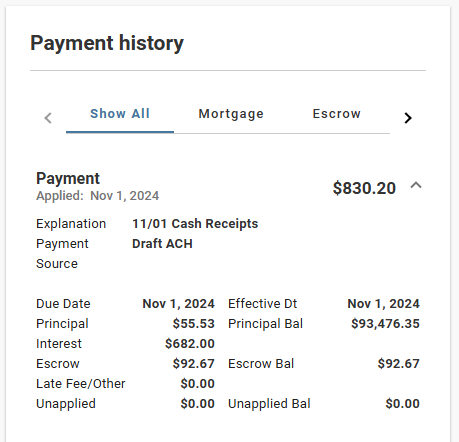 Payment history
Show All Mortgage Escrow
Payment
Applied: Nov 1, 2024
$830.20
Explanation 11/01 Cash Receipts
Payment Draft ACH
Source
Due Date Nov 1, 2024 Effective Dt Nov 1, 2024
Principal $55.53 Principal Bal $93,476.35
Interest $682.00
Escrow $92.67 Escrow Bal $92.67
Late Fee/Other $0.00
Unapplied $0.00 Unapplied Bal $0.00